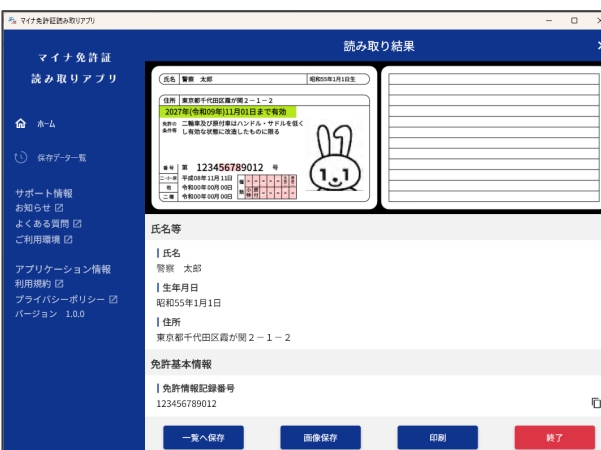 マイナ免許証読み取りアプリ
マイナ免許証
読み取りアプリ
ホーム
保存データ一覧
サポート情報
お知らせ
よくある質問
ご利用環境
アプリケーション情報
利用規約
プライバシーポリシー
バージョン 1.0.0
読み取り結果
氏名 警察 太郎 昭和55年1月1日生
住所 東京都千代田区霞が関2-1-2
2027年(令和09年)11月01日まで有効
免許の 二輪車及び原付車はハンドル・サドルを低く
条件等 し有効な状態に改造したものに限る
番号 第 123456789012 号
二・小・原 平成08年11月11日
他 令和00年00月00日
二種 令和00年00月00日
種類
小特 原付
1.1
氏名等
氏名
警察 太郎
生年月日
昭和55年1月1日
住所
東京都千代田区霞が関2-1-2
免許基本情報
免許情報記録番号
123456789012
一覧へ保存 画像保存 印刷 終了